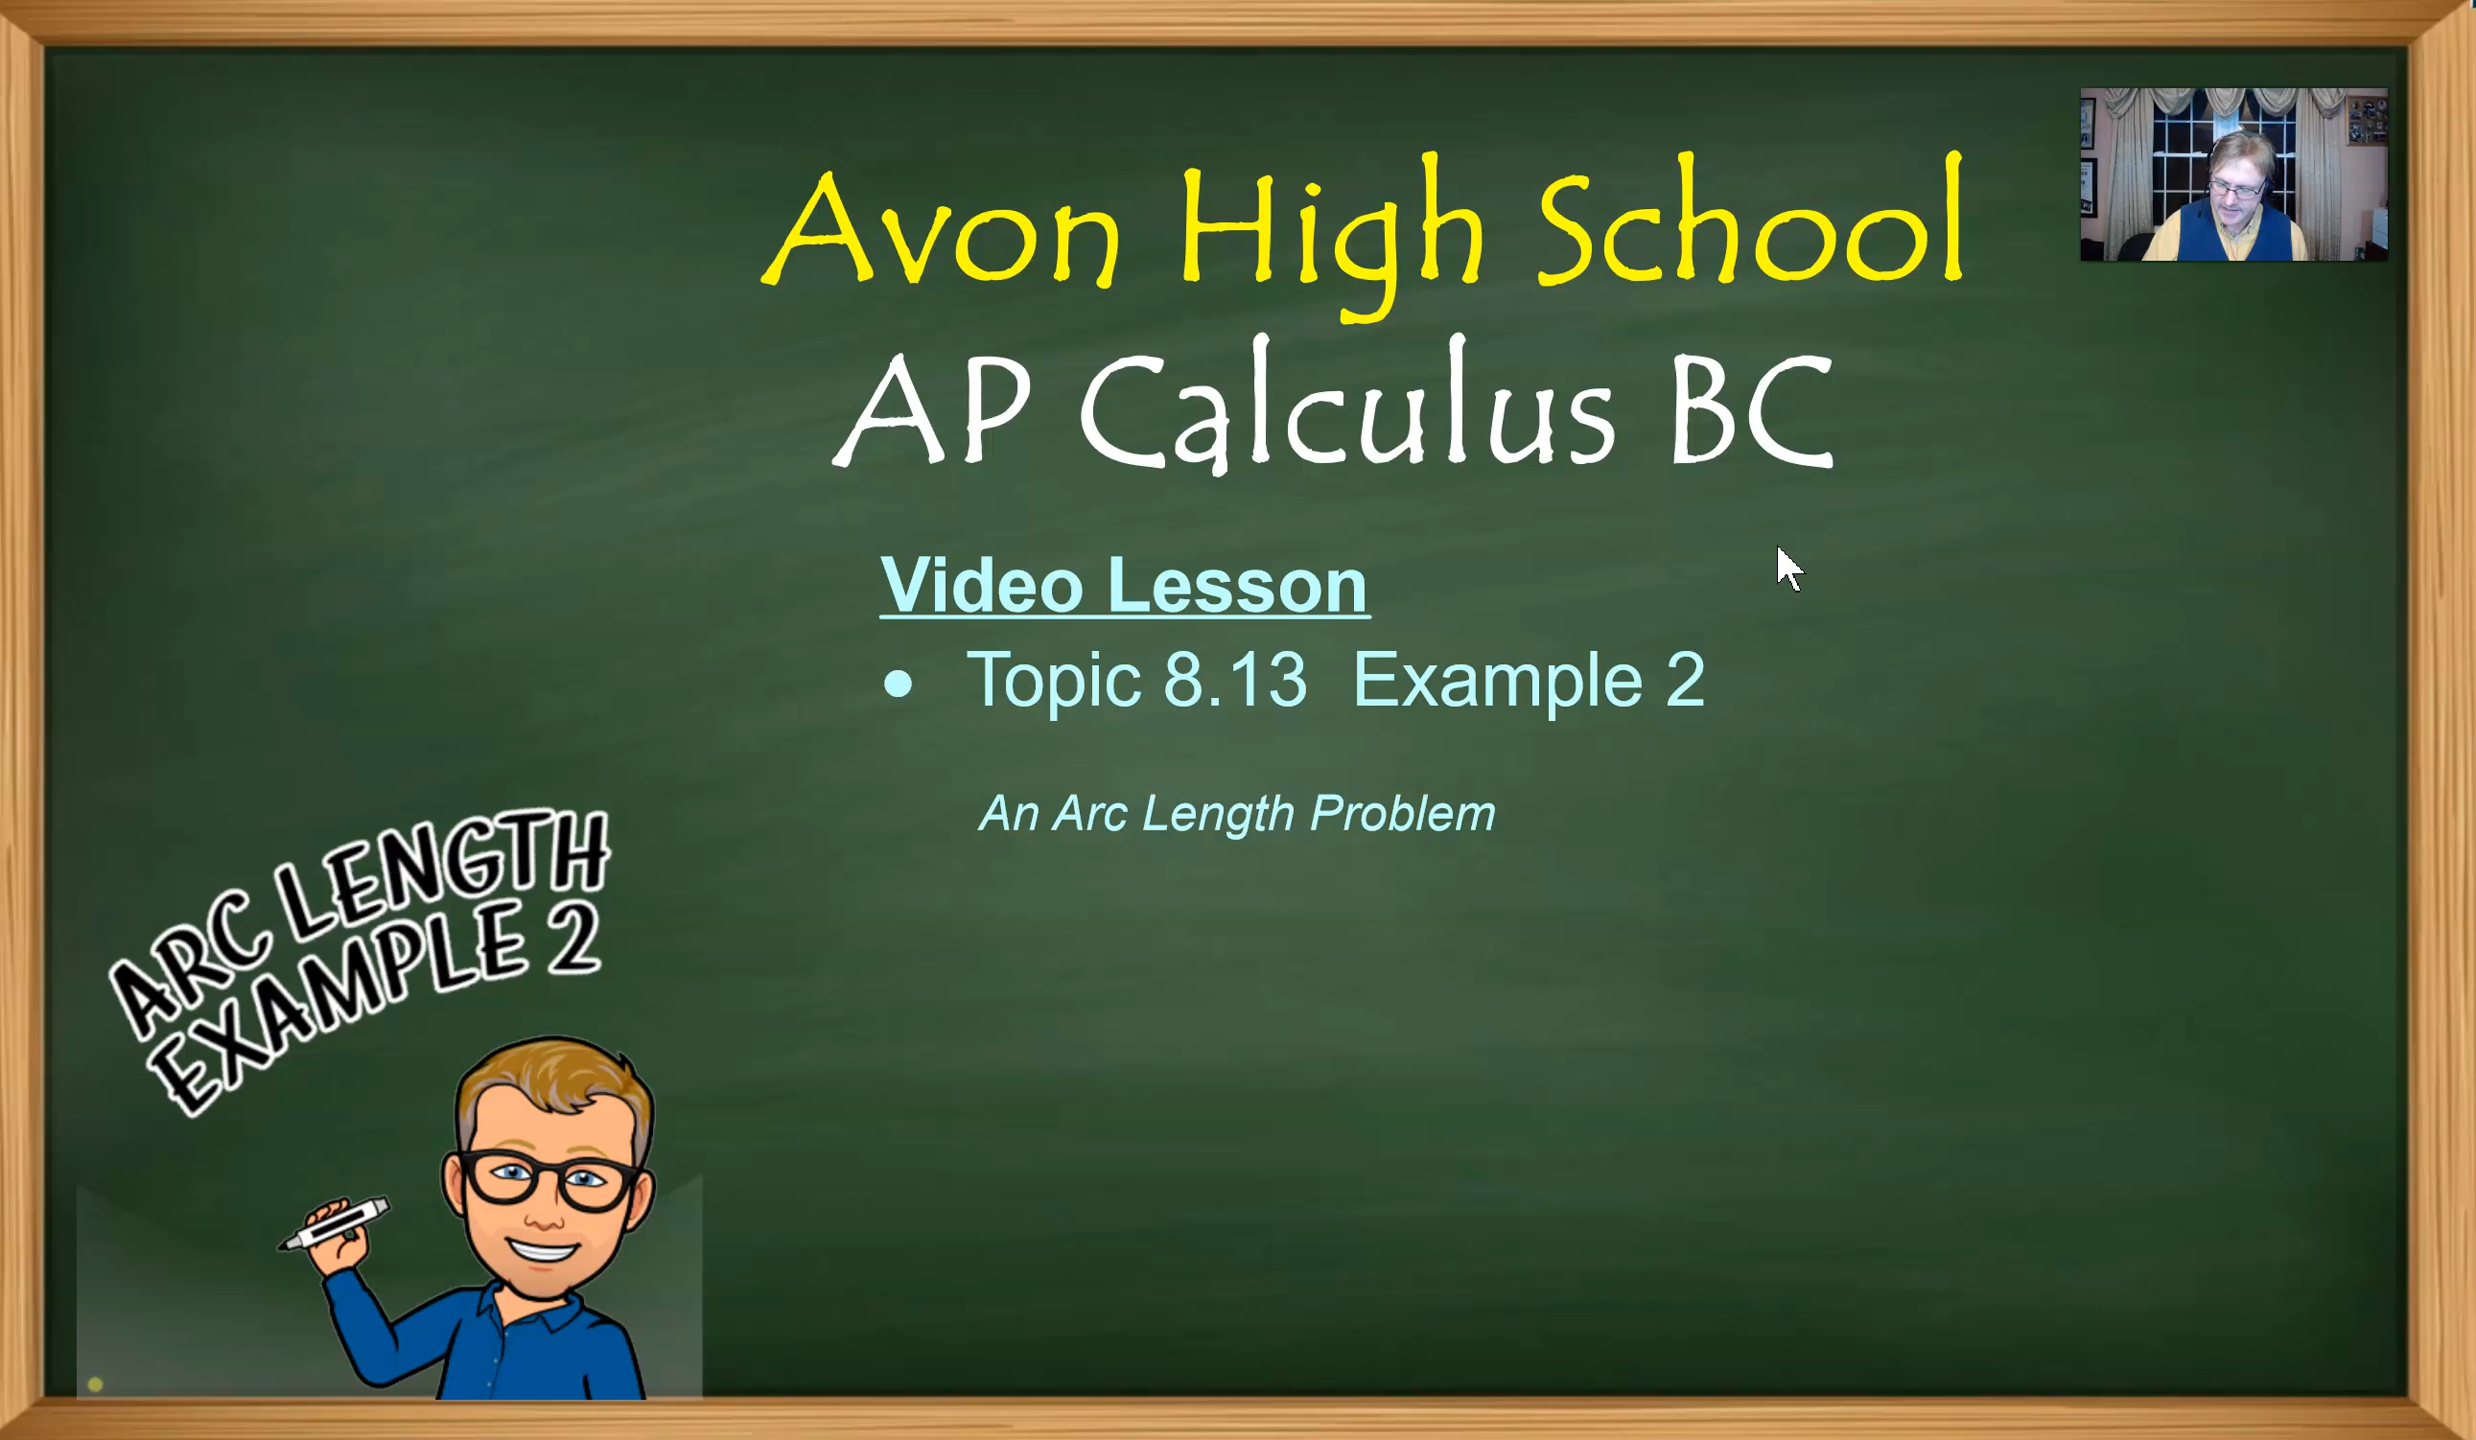 Avon High School
AP Calculus BC
Video Lesson
• Topic 8.13 Example 2
An Arc Length Problem
ARC LENGTH
EXAMPLE 2